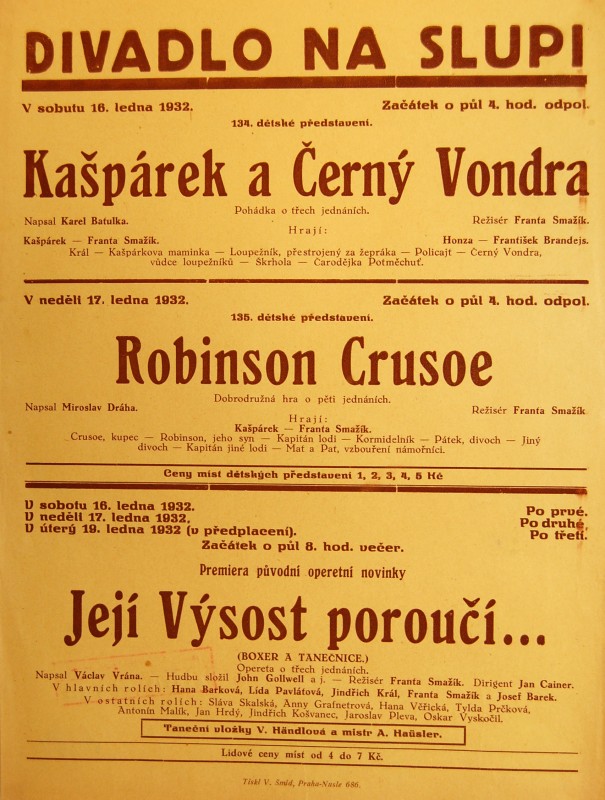 DIVADLO NA SLUPI
V sobotu 16. ledna 1932. Začátek o půl 4. hod. odpol.
134. dětské představení.
Kašpárek a Černý Vondra
Pohádka o třech jednáních.
Napsal Karel Batulka. Režisér Franta Smažík.
Hrají:
Kašpárek — Franta Smažík. Honza — František Brandejs.
Král — Kašpárkova maminka — Loupežník, přestrojený za žebráka — Policajt — Černý Vondra,
vůdce loupežníků — Škrhola — Čarodějka Potměchuť.
V neděli 17. ledna 1932. Začátek o půl 4. hod. odpol.
135. dětské představení.
Robinson Crusoe
Dobrodružná hra o pěti jednáních.
Napsal Miroslav Dráha. Režisér Franta Smažík
Hrají:
Kašpárek — Franta Smažík.
Crusoe, kupec — Robinson, jeho syn — Kapitán lodi — Kormidelník — Pátek, divoch — Jiný
divoch — Kapitán jiné lodi — Mat a Pat, vzbouření námořníci.
Ceny míst dětských představení 1, 2, 3, 4, 5 Kč
V sobotu 16. ledna 1932. Po prvé.
V neděli 17. ledna 1932. Po druhé.
V úterý 19. ledna 1932 (v předplacení). Po třetí.
Začátek o půl 8. hod. večer.
Premiera původní operetní novinky
Její Výsost poroučí...
(BOXER A TANEČNICE.)
Opereta o třech jednáních.
Napsal Václav Vrána. — Hudbu složil John Gollwell a j. — Režisér Franta Smažík. Dirigent Jan Cainer.
V hlavních rolích: Hana Barková, Lída Pavlátová, Jindřich Král, Franta Smažík a Josef Barek.
V ostatních rolích: Sláva Skalská, Anny Grafnetrová, Hana Věřická, Tylda Prčková,
Antonín Malík, Jan Hrdý, Jindřich Košvanec, Jaroslav Pleva, Oskar Vyskočil.
Taneční vložky V. Händlová a mistr A. Haüsler.
Lidové ceny míst od 4 do 7 Kč.
Tiskl V. Šmíd, Praha-Nusle 686.